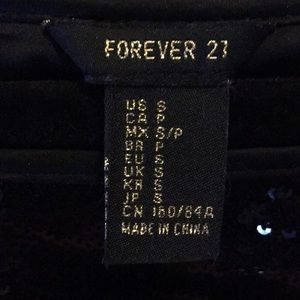 FOREVER 21
US S
CA P
MX S/P
BR P
EU S
UK S
KR S
JP S
CN 160/84A
MADE IN CHINA